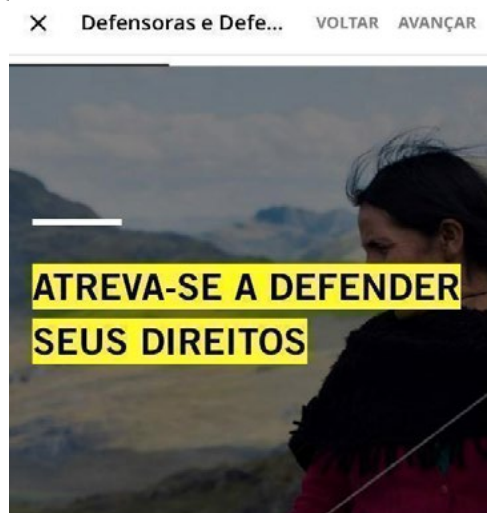 × Defensoras e Defe... VOLTAR AVANÇAR
ATREVA-SE A DEFENDER
SEUS DIREITOS